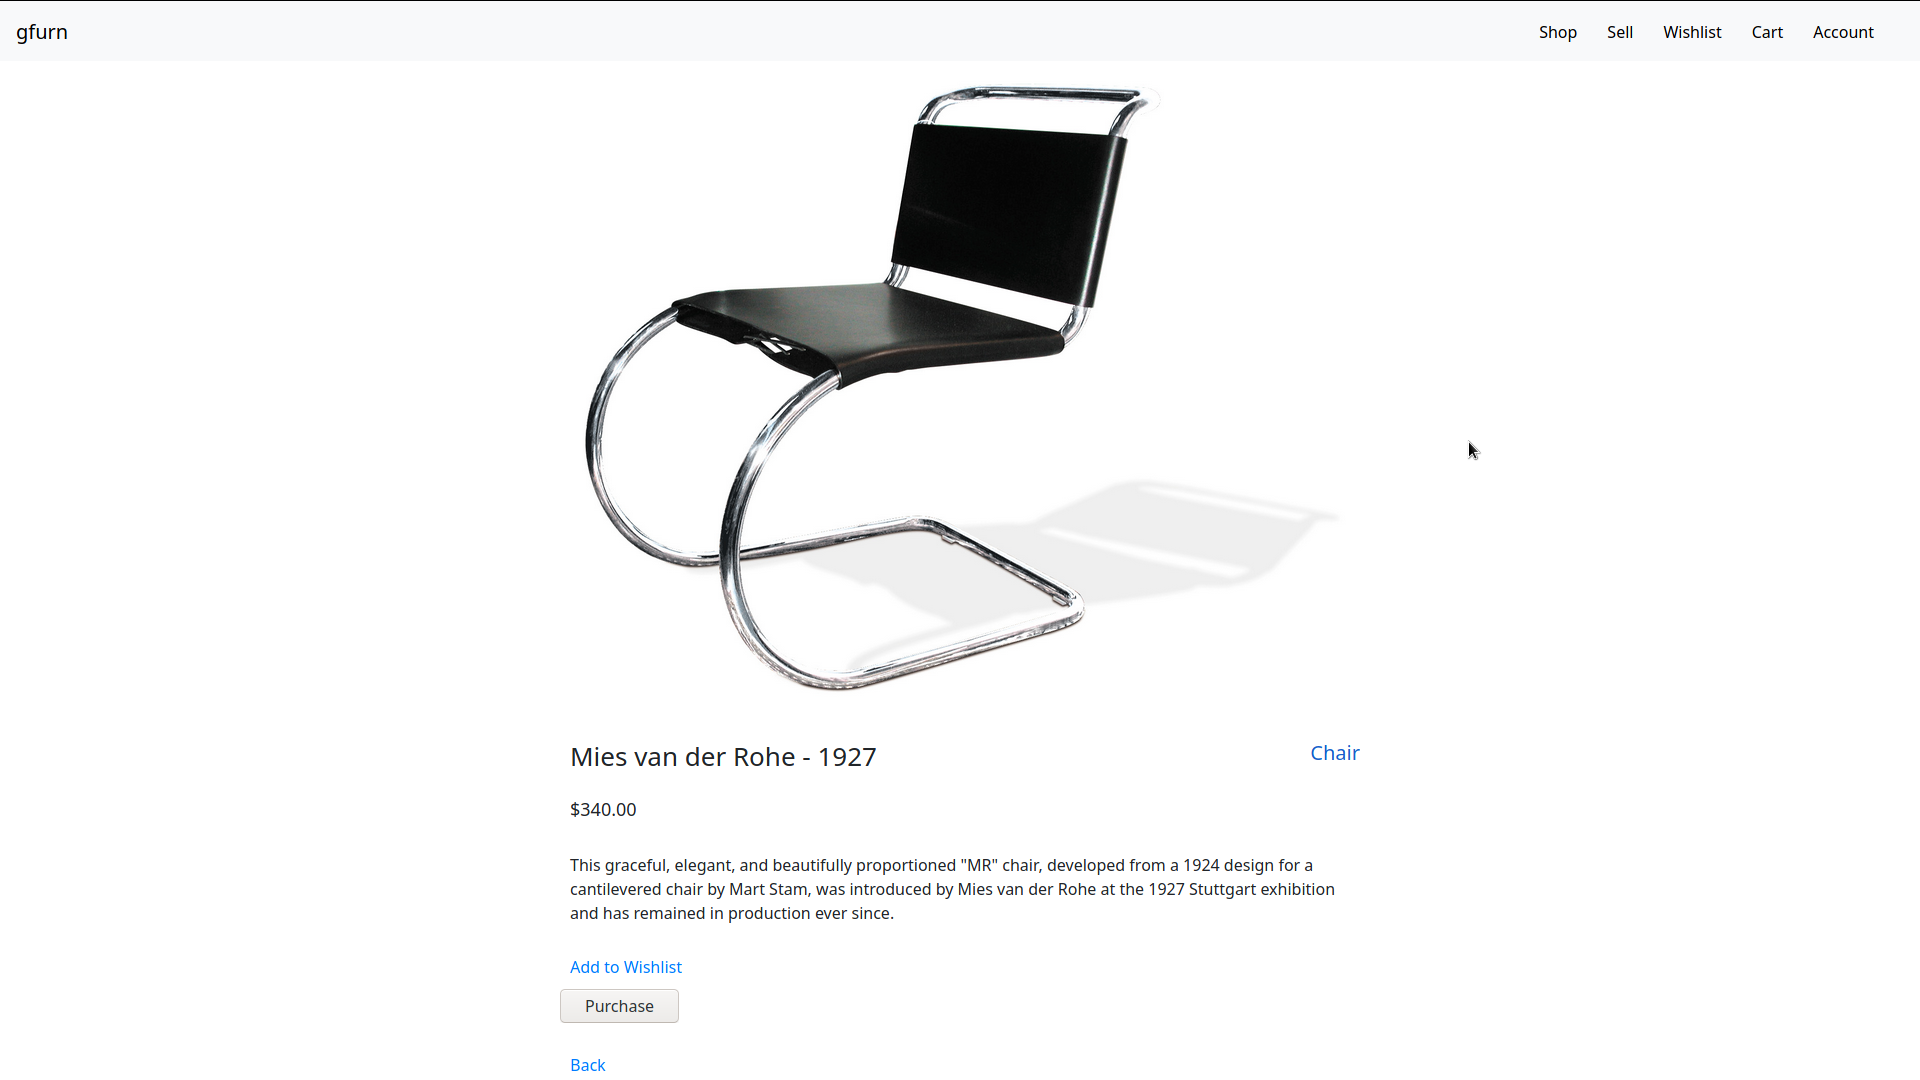 gfurn
Shop Sell Wishlist Cart Account
Mies van der Rohe - 1927
Chair
$340.00
This graceful, elegant, and beautifully proportioned "MR" chair, developed from a 1924 design for a
cantilevered chair by Mart Stam, was introduced by Mies van der Rohe at the 1927 Stuttgart exhibition
and has remained in production ever since.
Add to Wishlist
Purchase
Back